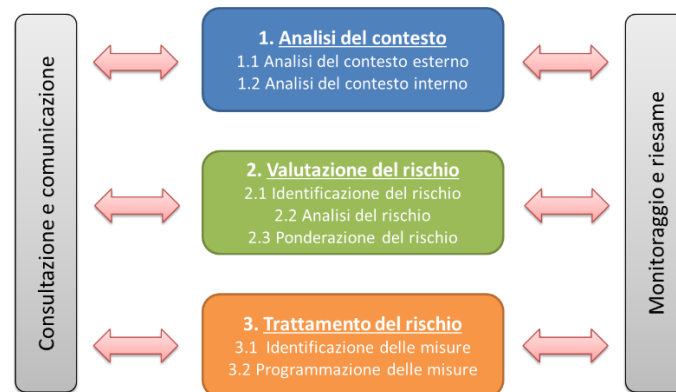 Consultazione e comunicazione
1. Analisi del contesto
1.1 Analisi del contesto esterno
1.2 Analisi del contesto interno
2. Valutazione del rischio
2.1 Identificazione del rischio
2.2 Analisi del rischio
2.3 Ponderazione del rischio
3. Trattamento del rischio
3.1 Identificazione delle misure
3.2 Programmazione delle misure
Monitoraggio e riesame